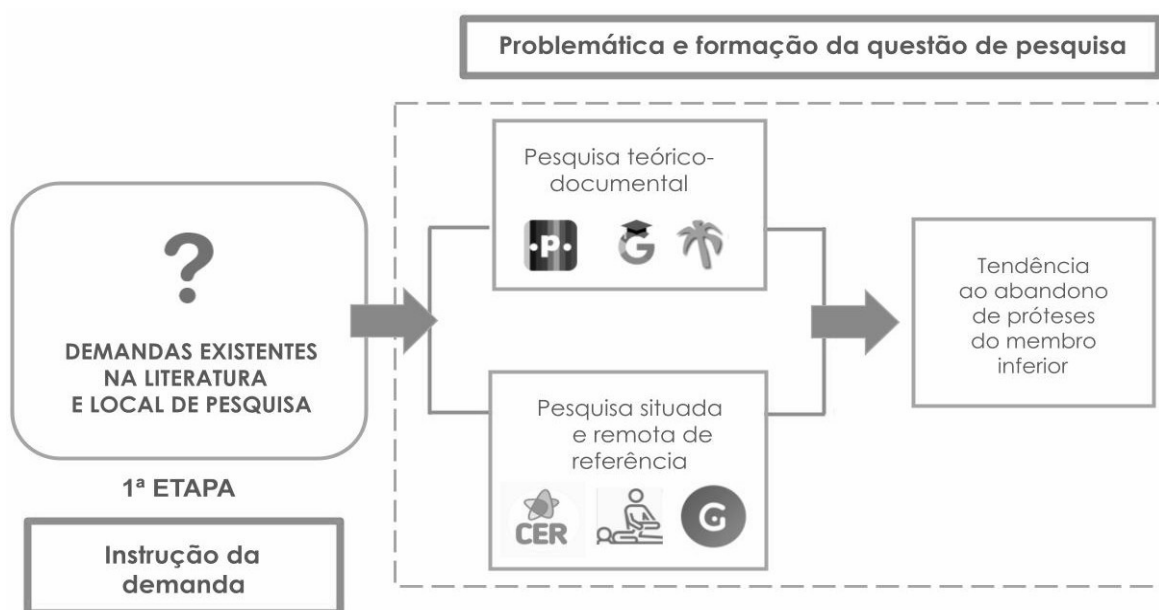 Problemática e formação da questão de pesquisa
?
DEMANDAS EXISTENTES
NA LITERATURA
E LOCAL DE PESQUISA
1ª ETAPA
Instrução da
demanda
Pesquisa teórico-
documental
.p.
G
Pesquisa situada
e remota de
referência
CER
G
Tendência
ao abandono
de próteses
do membro
inferior